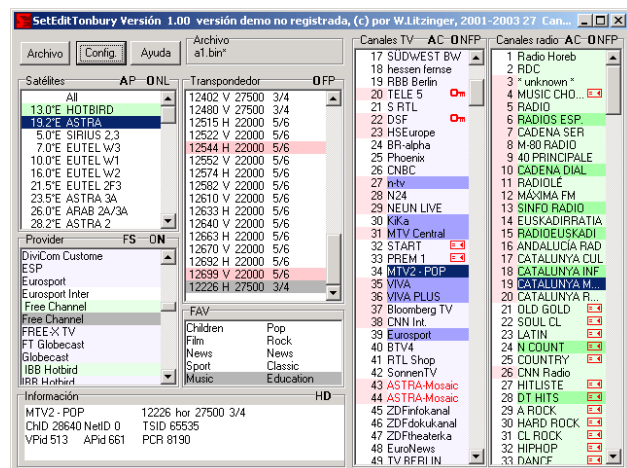 SetEditTonbury Versión 1.00 versión demo no registrada, (c) por W.Litzinger, 2001-2003 27 Can...
Archivo
Config.
Ayuda
Archivo
a1.bin*
Satélites AP ONL
All
13.0°E HOTBIRD
19.2°E ASTRA
5.0°E SIRIUS 2,3
7.0°E EUTEL W3
10.0°E EUTEL W1
16.0°E EUTEL W2
21.5°E EUTEL 2F3
23.5°E ASTRA 3A
26.0°E ARAB 2A/3A
28.2°E ASTRA 2
Transpondedor OFP
12402 V 27500 3/4
12480 V 27500 3/4
12515 H 22000 5/6
12522 V 22000 5/6
12544 H 22000 5/6
12552 V 22000 5/6
12574 H 22000 5/6
12582 V 22000 5/6
12610 V 22000 5/6
12633 H 22000 5/6
12640 V 22000 5/6
12663 H 22000 5/6
12670 V 22000 5/6
12692 H 22000 5/6
12699 V 22000 5/6
12226 H 27500 3/4
Provider FS ON
DiviCom Custome
ESP
Eurosport
Eurosport Inter
Free Channel
Free Channel
FREE-X TV
FT Globecast
Globecast
IBB Hotbird
IRB Hotbird
FAV
Children Pop
Film Rock
News News
Sport Classic
Music Education
Información HD
MTV2 - POP 12226 hor 27500 3/4
ChID 28640 NetID 0 TSID 65535
VPid 513 APid 661 PCR 8190
Canales TV AC ONFP
17 SÜDWEST BW
18 hessen fernse
19 RBB Berlin
20 TELE 5
21 S RTL
22 DSF
23 HSEurope
24 BR-alpha
25 Phoenix
26 CNBC
27 n-tv
28 N24
29 NEUN LIVE
30 KiKa
31 MTV Central
32 START
33 PREM 1
34 MTV2 - POP
35 VIVA
36 VIVA PLUS
37 Bloomberg TV
38 CNN Int.
39 Eurosport
40 BTV4
41 RTL Shop
42 SonnenTV
43 ASTRA-Mosaic
44 ASTRA-Mosaic
45 ZDFinfokanal
46 ZDFdokukanal
47 ZDFtheaterka
48 EuroNews
49 TV BERLIN
Canales radio AC ONFP
1 Radio Horeb
2 RDC
3 * unknown *
4 MUSIC CHO...
5 RADIO
6 RADIOS ESP.
7 CADENA SER
8 M-80 RADIO
9 40 PRINCIPALE
10 CADENA DIAL
11 RADIOLÉ
12 MÁXIMA FM
13 SINFO RADIO
14 EUSKADIRRATIA
15 RADIOEUSKADI
16 ANDALUCÍA RAD
17 CATALUNYA CUL
18 CATALUNYA INF
19 CATALUNYA M...
20 CATALUNYA R...
21 OLD GOLD
22 SOUL CL
23 LATIN
24 N COUNT
25 COUNTRY
26 CNN Radio
27 HITLISTE
28 DT HITS
29 A ROCK
30 HARD ROCK
31 CL ROCK
32 HIPHOP
33 DANCE